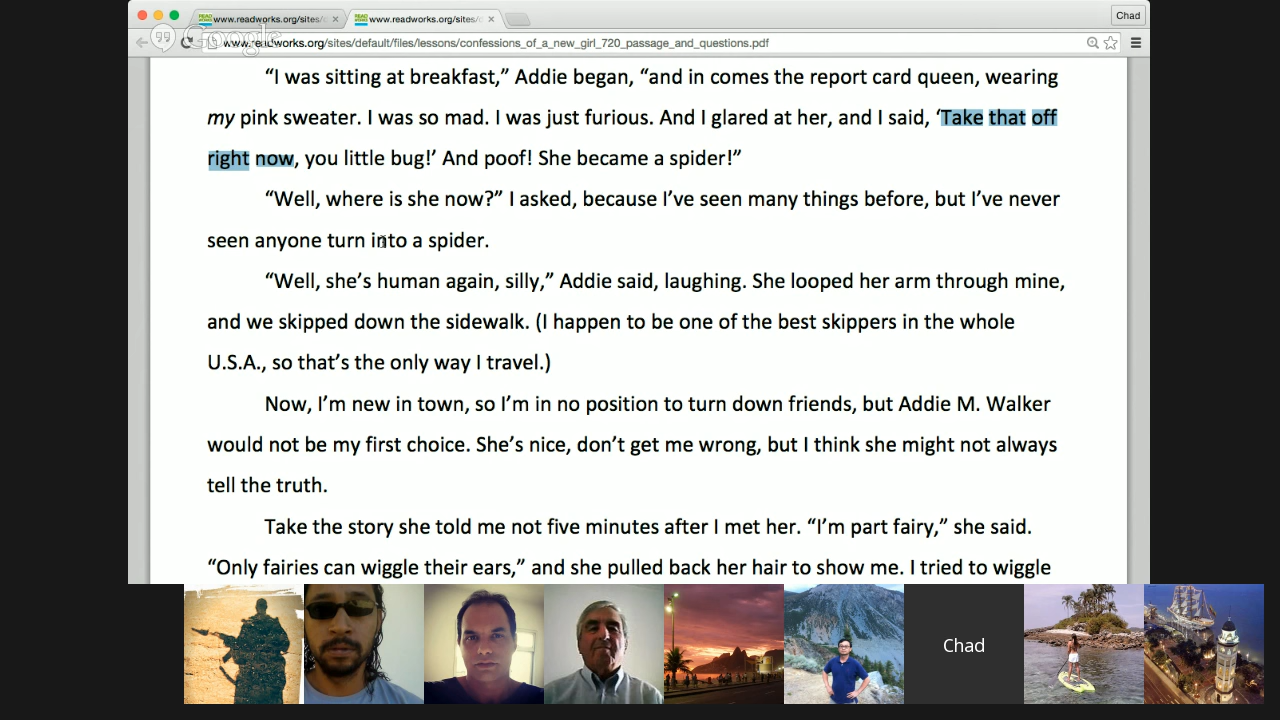 www.readworks.org/sites/
www.readworks.org/sites/
Chad
Google
www.readworks.org/sites/default/files/lessons/confessions_of_a_new_girl_720_passage_and_questions.pdf
“I was sitting at breakfast,” Addie began, “and in comes the report card queen, wearing
my pink sweater. I was so mad. I was just furious. And I glared at her, and I said, ‘Take that off
right now, you little bug!’ And poof! She became a spider!”
“Well, where is she now?” I asked, because I’ve seen many things before, but I’ve never
seen anyone turn into a spider.
“Well, she’s human again, silly,” Addie said, laughing. She looped her arm through mine,
and we skipped down the sidewalk. (I happen to be one of the best skippers in the whole
U.S.A., so that’s the only way I travel.)
Now, I’m new in town, so I’m in no position to turn down friends, but Addie M. Walker
would not be my first choice. She’s nice, don’t get me wrong, but I think she might not always
tell the truth.
Take the story she told me not five minutes after I met her. “I’m part fairy,” she said.
“Only fairies can wiggle their ears,” and she pulled back her hair to show me. I tried to wiggle
Chad